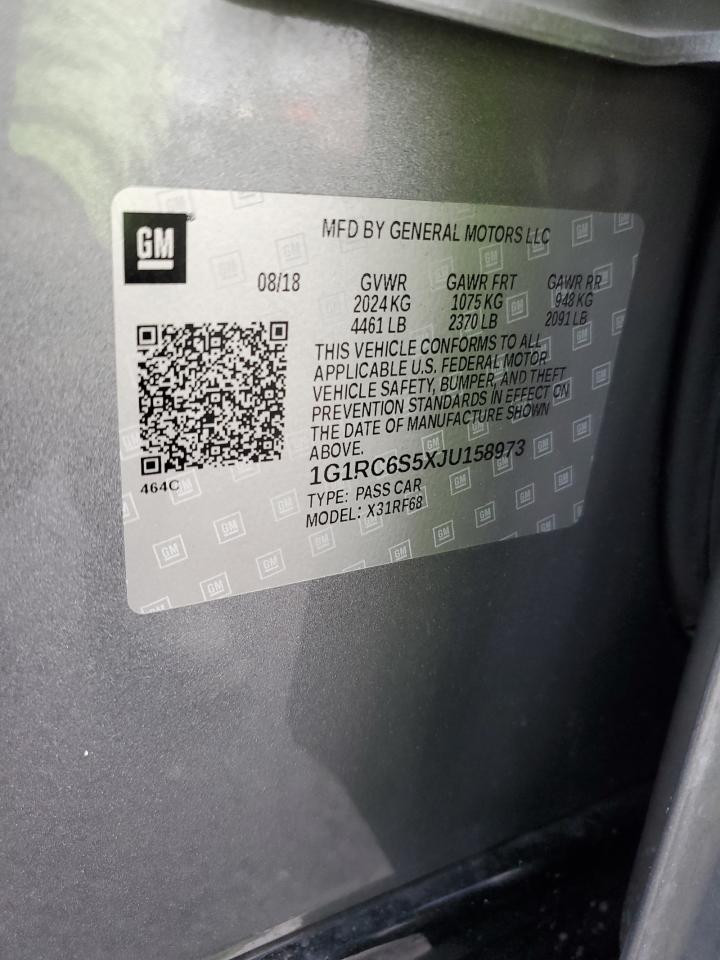 GM
MFD BY GENERAL MOTORS LLC
08/18 GVWR GAWR FRT GAWR RR
2024 KG 1075 KG 948 KG
4461 LB 2370 LB 2091 LB
THIS VEHICLE CONFORMS TO ALL
APPLICABLE U.S. FEDERAL MOTOR
VEHICLE SAFETY, BUMPER, AND THEFT
PREVENTION STANDARDS IN EFFECT ON
THE DATE OF MANUFACTURE SHOWN
ABOVE.
464C
1G1RC6S5XJU158973
TYPE: PASS CAR
MODEL: X31RF68